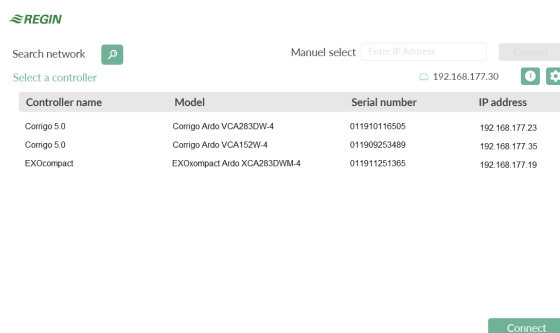 REGIN
Search network
Manuel select Enter IP Address Connect
Select a controller
192.168.177.30
Controller name Model Serial number IP address
Corrigo 5.0 Corrigo Ardo VCA283DW-4 011910116505 192.168.177.23
Corrigo 5.0 Corrigo Ardo VCA152W-4 011909253489 192.168.177.35
EXOcompact EXOxompact Ardo XCA283DWM-4 011911251365 192.168.177.19
Connect